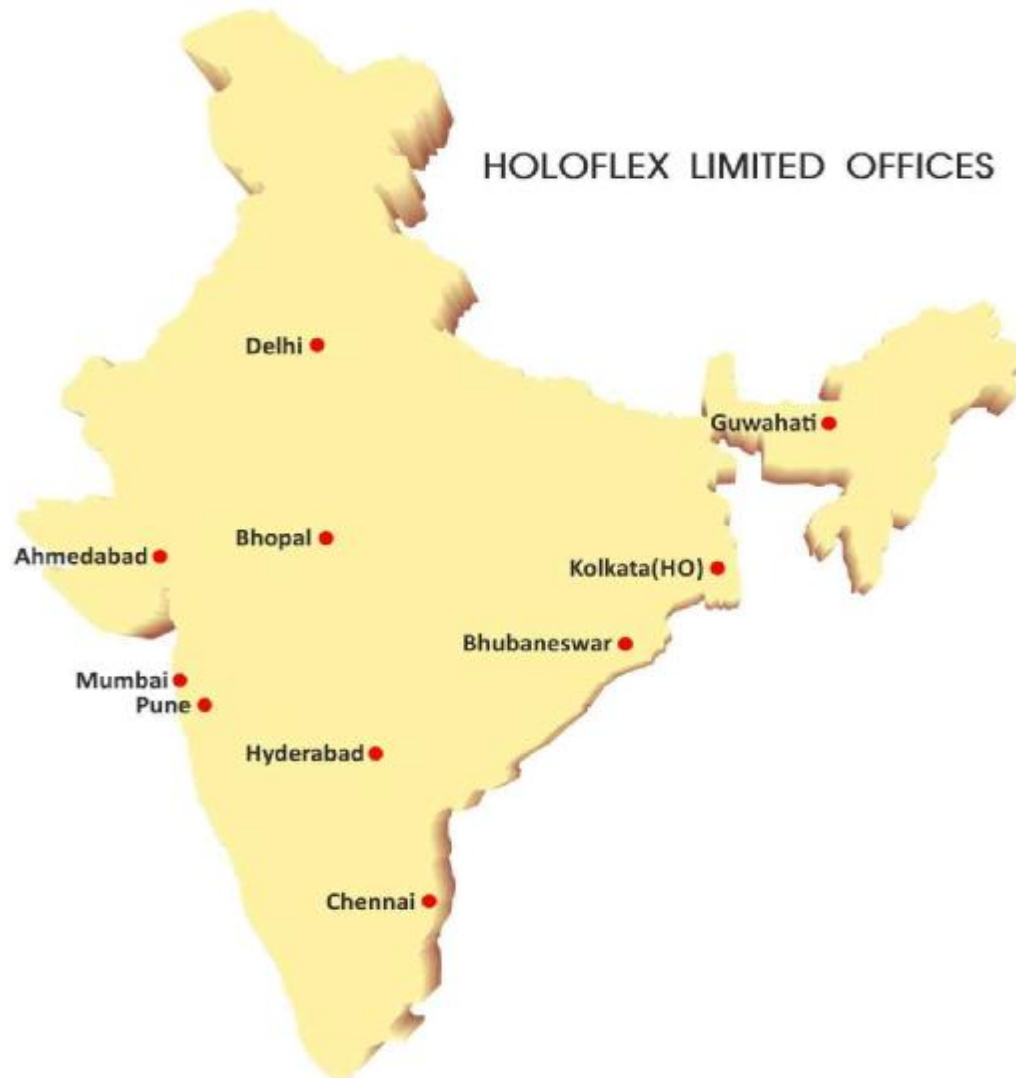 HOLOFLEX LIMITED OFFICES
Delhi
Guwahati
Bhopal
Ahmedabad
Kolkata(HO)
Bhubaneswar
Mumbai
Pune
Hyderabad
Chennai